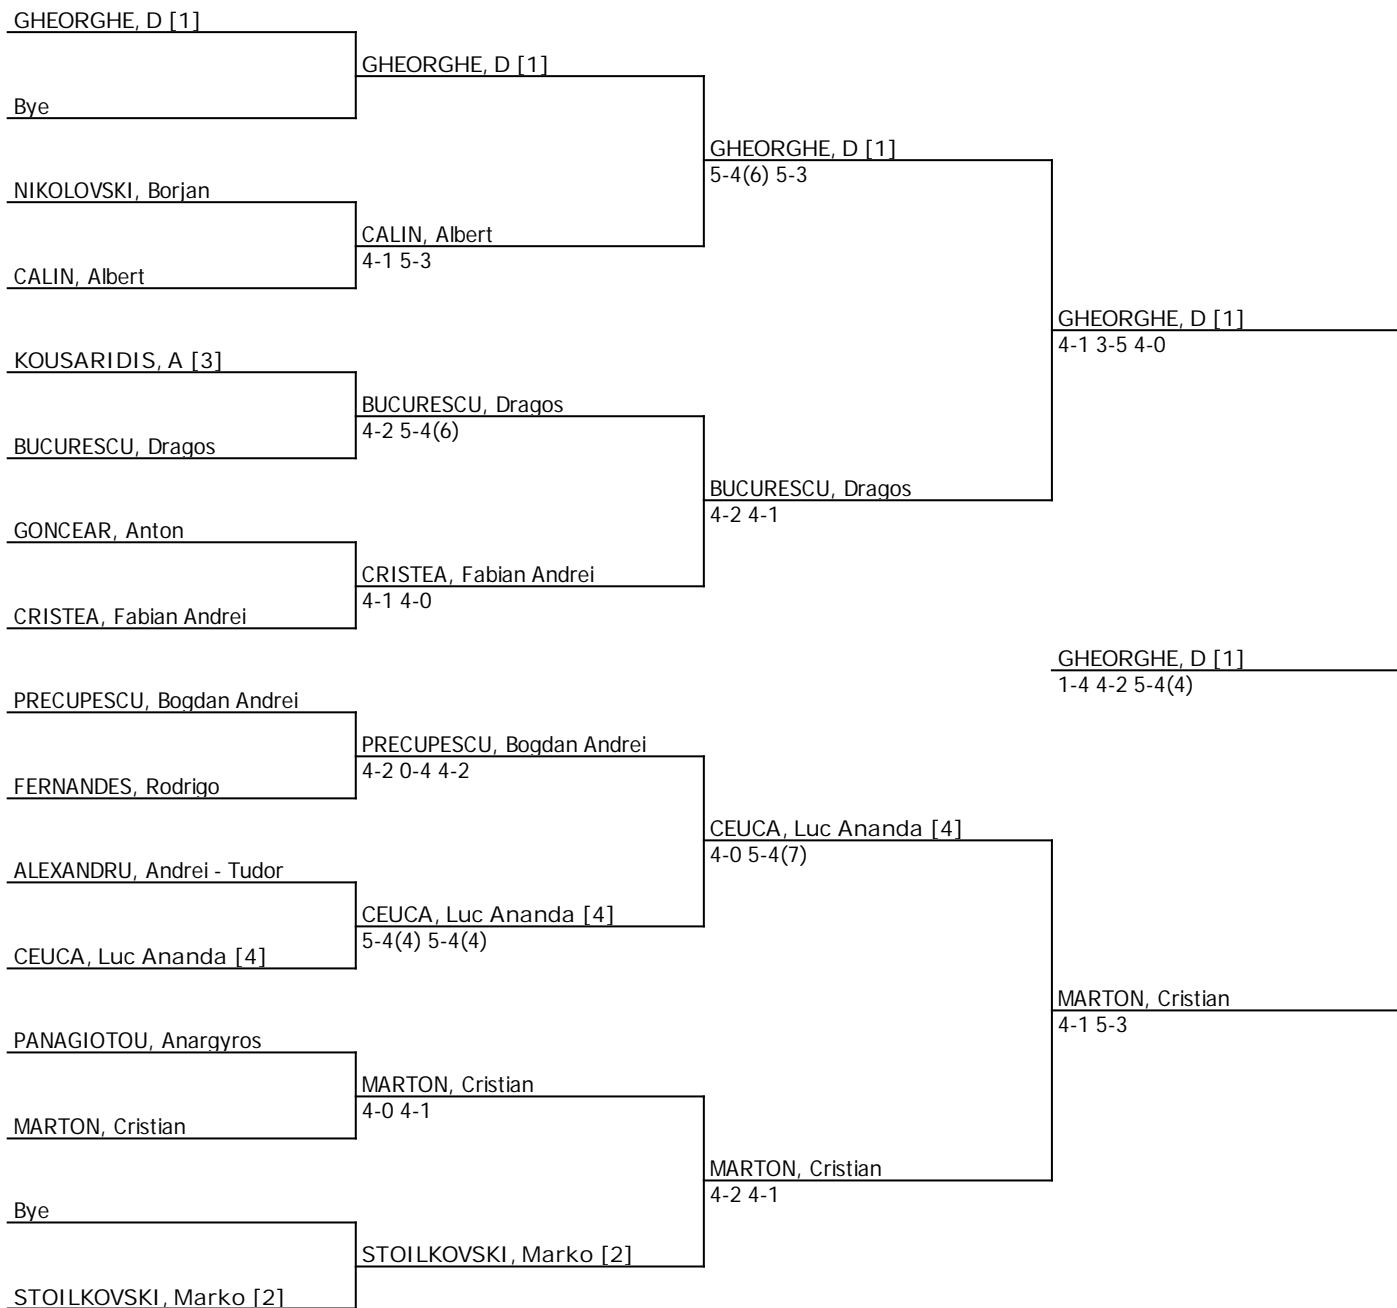 GHEORGHE, D [1]
Bye
NIKOLOVSKI, Borjan
CALIN, Albert
KOUSARIDIS, A [3]
BUCURESCU, Dragos
GONCEAR, Anton
CRISTEA, Fabian Andrei
PRECUPESCU, Bogdan Andrei
FERNANDES, Rodrigo
ALEXANDRU, Andrei - Tudor
CEUCA, Luc Ananda [4]
PANAGIOTOU, Anargyros
MARTON, Cristian
Bye
STOILKOVSKI, Marko [2]
GHEORGHE, D [1]
CALIN, Albert
4-1 5-3
BUCURESCU, Dragos
4-2 5-4(6)
CRISTEA, Fabian Andrei
4-1 4-0
PRECUPESCU, Bogdan Andrei
4-2 0-4 4-2
CEUCA, Luc Ananda [4]
5-4(4) 5-4(4)
MARTON, Cristian
4-0 4-1
STOILKOVSKI, Marko [2]
GHEORGHE, D [1]
5-4(6) 5-3
BUCURESCU, Dragos
4-2 4-1
CEUCA, Luc Ananda [4]
4-0 5-4(7)
MARTON, Cristian
4-2 4-1
GHEORGHE, D [1]
4-1 3-5 4-0
GHEORGHE, D [1]
1-4 4-2 5-4(4)
MARTON, Cristian
4-1 5-3